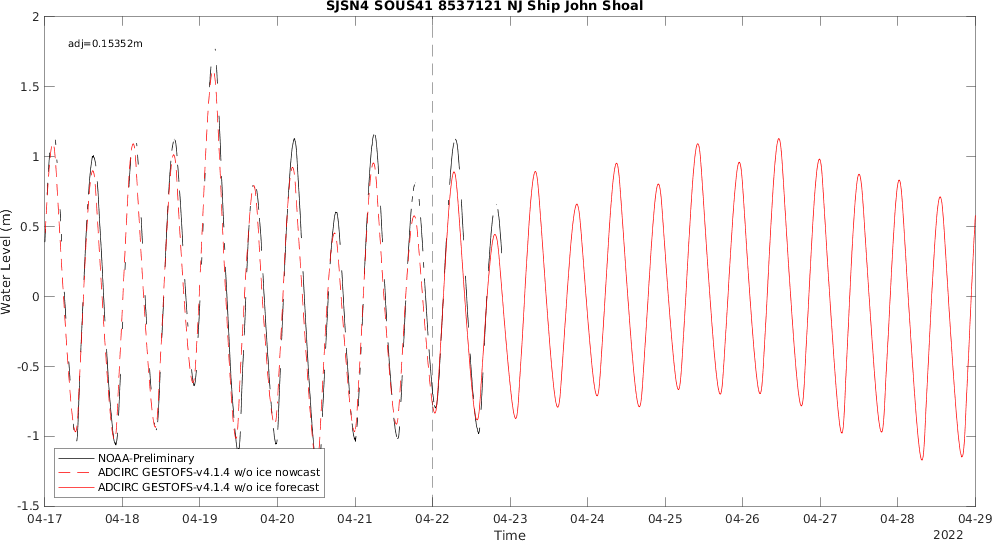 SJSN4 SOUS41 8537121 NJ Ship John Shoal
adj=0.15352m
2
1.5
1
0.5
0
-0.5
-1
-1.5
Water Level (m)
NOAA-Preliminary
ADCIRC GESTOFS-v4.1.4 w/o ice nowcast
ADCIRC GESTOFS-v4.1.4 w/o ice forecast
04-17 04-18 04-19 04-20 04-21 04-22 04-23 04-24 04-25 04-26 04-27 04-28 04-29
Time
2022